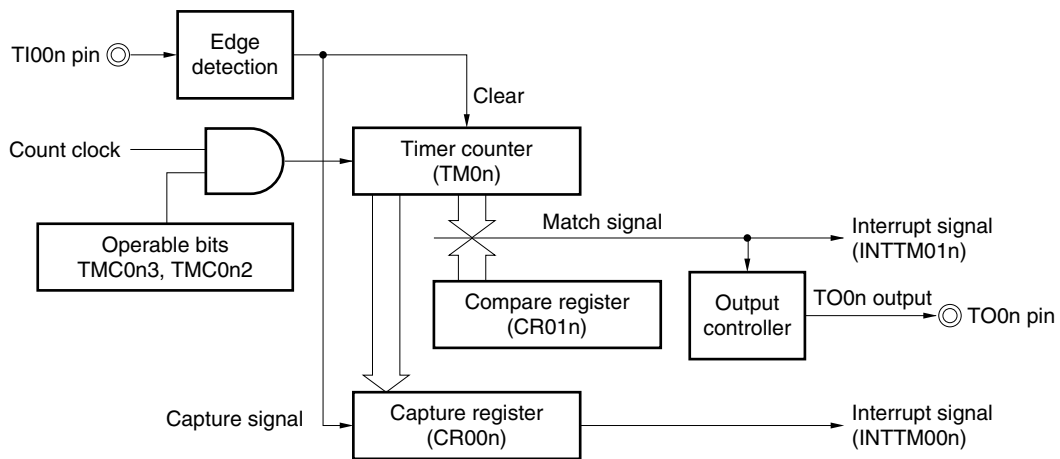 TI00n pin
Edge
detection
Clear
Count clock
Timer counter
(TM0n)
Operable bits
TMC0n3, TMC0n2
Match signal
Interrupt signal
(INTTM01n)
Compare register
(CR01n)
Output
controller
TO0n output
TO0n pin
Capture signal
Capture register
(CR00n)
Interrupt signal
(INTTM00n)